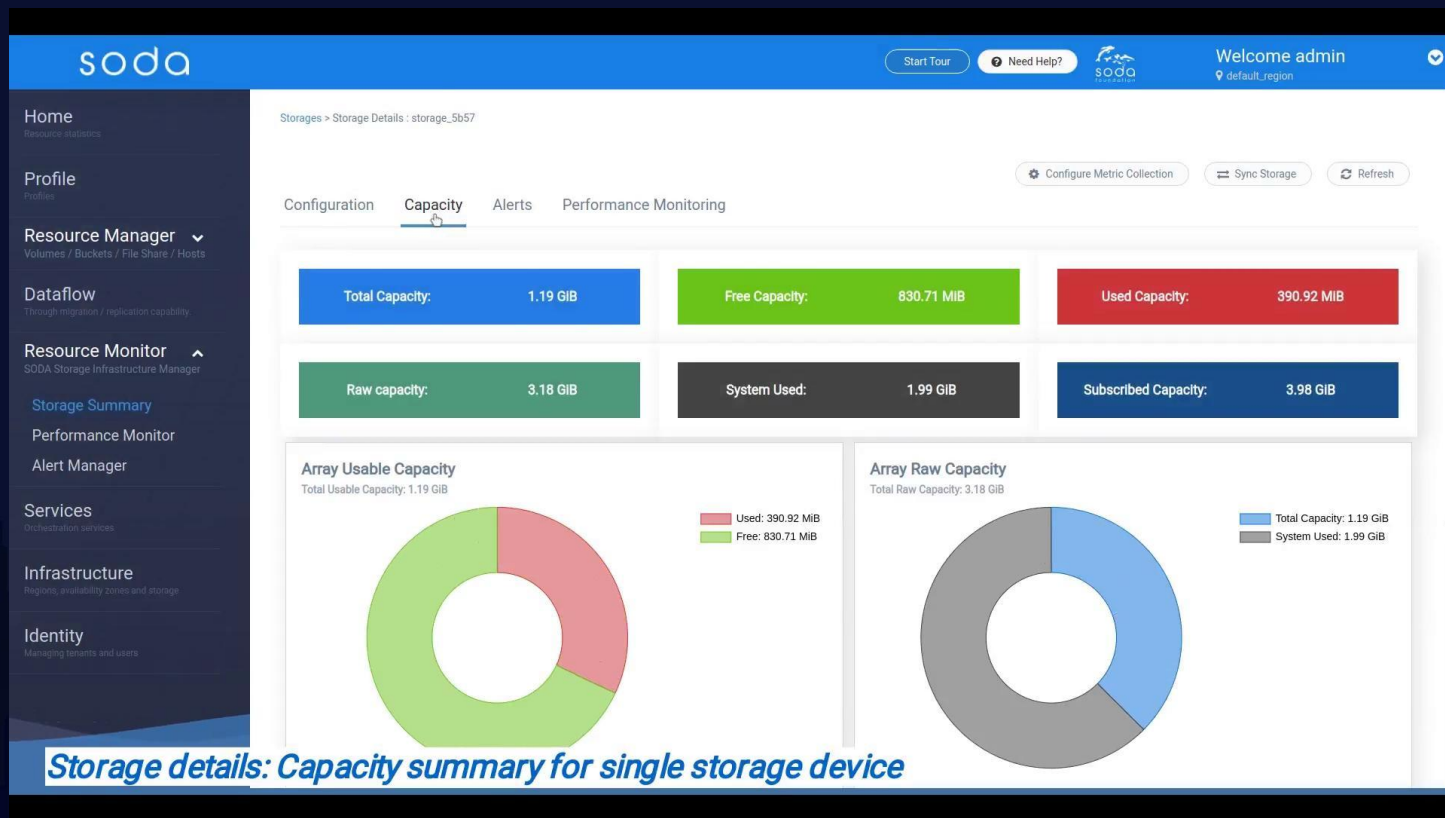 soda
Start Tour
Need Help?
soda
foundation
Welcome admin
default_region
Home
Resource statistics
Profile
Profiles
Resource Manager
Volumes / Buckets / File Share / Hosts
Dataflow
Through migration / replication capability.
Resource Monitor
SODA Storage Infrastructure Manager
Storage Summary
Performance Monitor
Alert Manager
Services
Orchestration services
Infrastructure
Regions, availability zones and storage
Identity
Managing tenants and users
Storages > Storage Details : storage_5b57
Configure Metric Collection
Sync Storage
Refresh
Configuration
Capacity
Alerts
Performance Monitoring
Total Capacity: 1.19 GiB
Free Capacity: 830.71 MiB
Used Capacity: 390.92 MiB
Raw capacity: 3.18 GiB
System Used: 1.99 GiB
Subscribed Capacity: 3.98 GiB
Array Usable Capacity
Total Usable Capacity: 1.19 GiB
Used: 390.92 MiB
Free: 830.71 MiB
Array Raw Capacity
Total Raw Capacity: 3.18 GiB
Total Capacity: 1.19 GiB
System Used: 1.99 GiB
Storage details: Capacity summary for single storage device